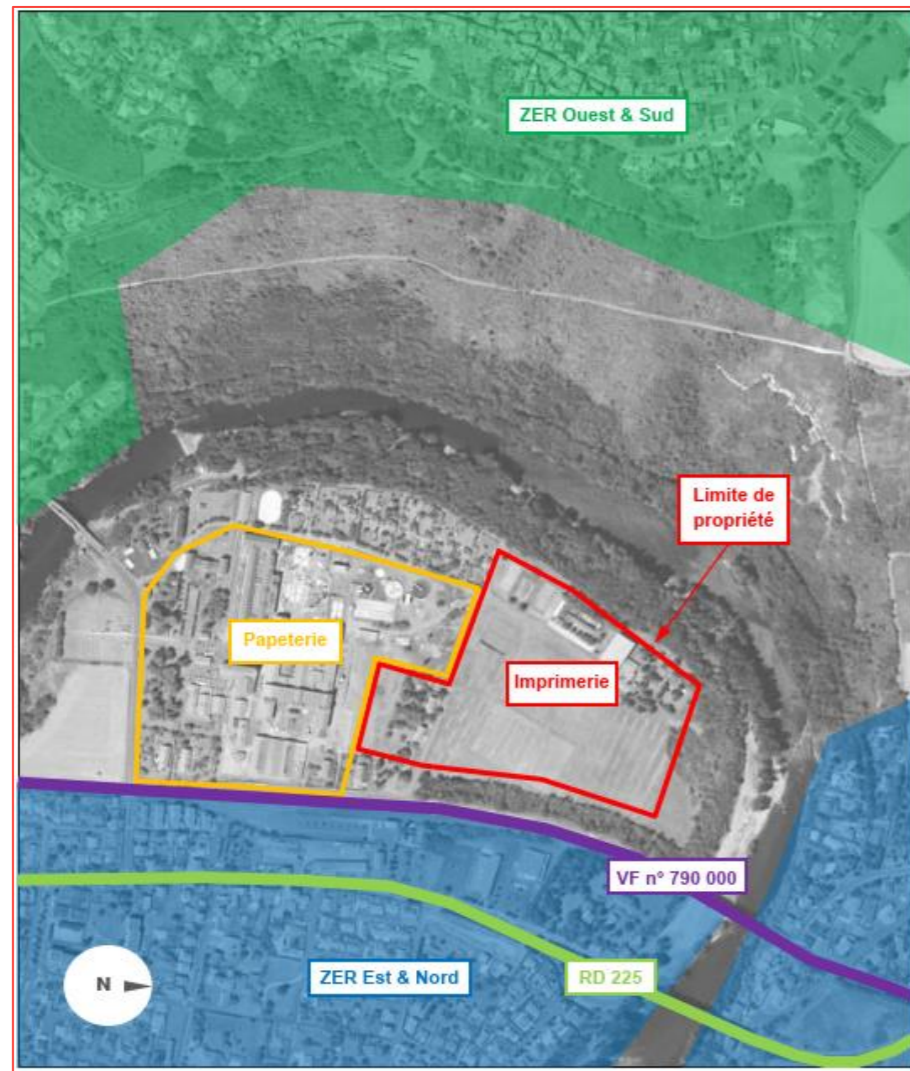 ZER Ouest & Sud
Limite de
propriété
Papeterie
Imprimerie
VF n° 790 000
ZER Est & Nord
RD 225
N